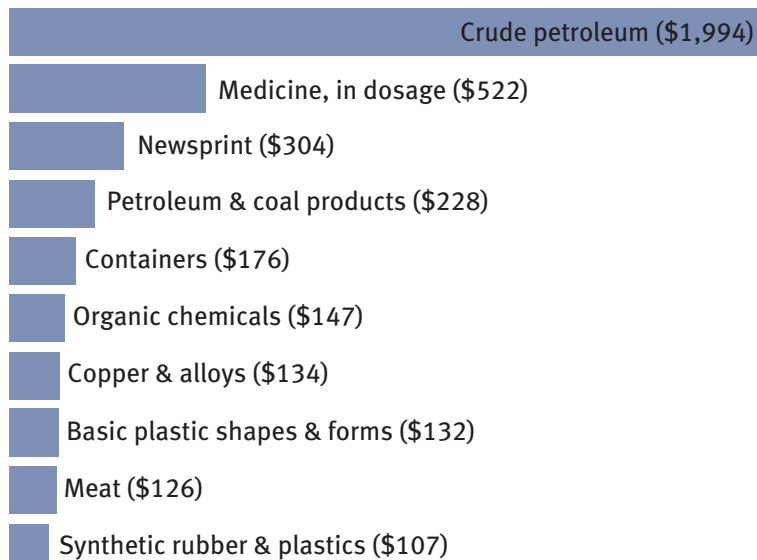 Crude petroleum ($1,994)
Medicine, in dosage ($522)
Newsprint ($304)
Petroleum & coal products ($228)
Containers ($176)
Organic chemicals ($147)
Copper & alloys ($134)
Basic plastic shapes & forms ($132)
Meat ($126)
Synthetic rubber & plastics ($107)